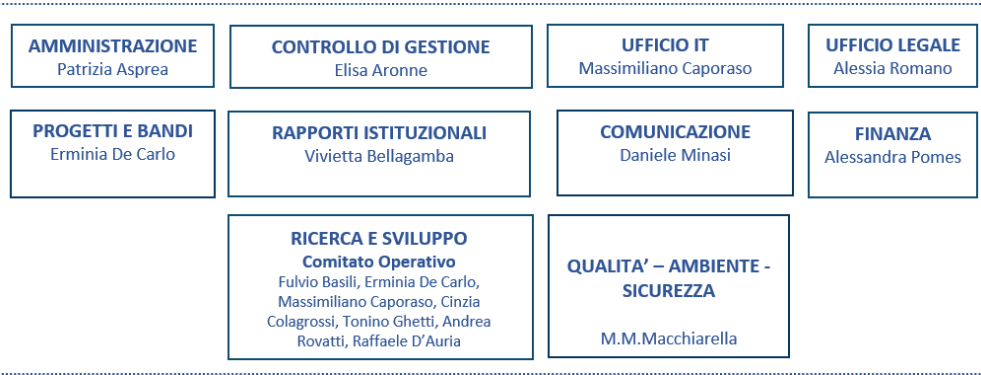 AMMINISTRAZIONE
Patrizia Asprea
CONTROLLO DI GESTIONE
Elisa Aronne
UFFICIO IT
Massimiliano Caporaso
UFFICIO LEGALE
Alessia Romano
PROGETTI E BANDI
Erminia De Carlo
RAPPORTI ISTITUZIONALI
Vivietta Bellagamba
COMUNICAZIONE
Daniele Minasi
FINANZA
Alessandra Pomes
RICERCA E SVILUPPO
Comitato Operativo
Fulvio Basili, Erminia De Carlo,
Massimiliano Caporaso, Cinzia
Colagrossi, Tonino Ghetti, Andrea
Rovatti, Raffaele D’Auria
QUALITA’ – AMBIENTE -
SICUREZZA
M.M.Macchiarella